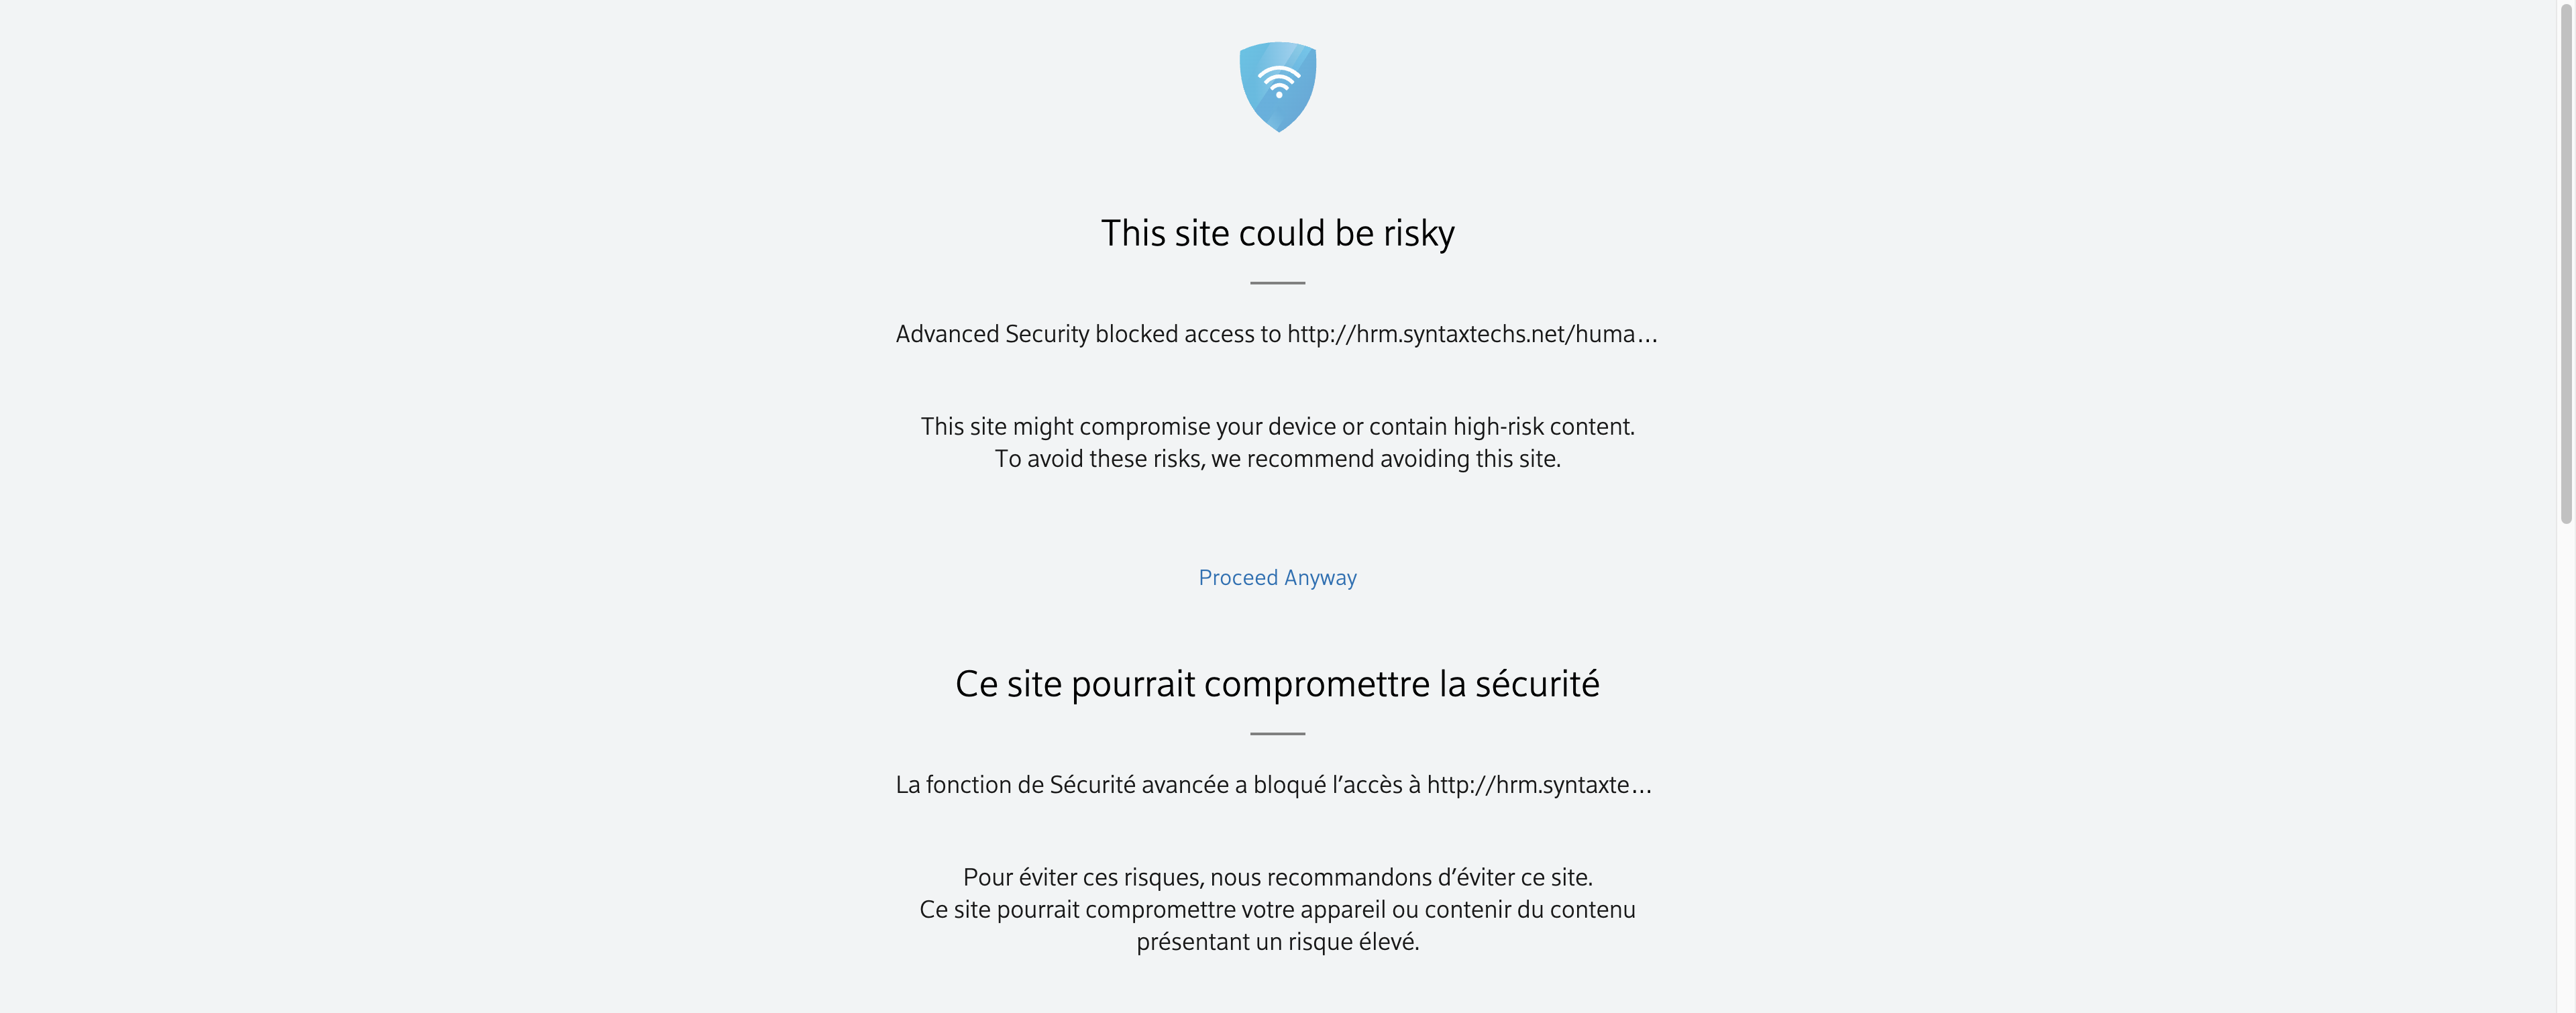 This site could be risky
Advanced Security blocked access to http://hrm.syntaxtechs.net/huma...
This site might compromise your device or contain high-risk content.
To avoid these risks, we recommend avoiding this site.
Proceed Anyway
Ce site pourrait compromettre la sécurité
La fonction de Sécurité avancée a bloqué l’accès à http://hrm.syntaxte...
Pour éviter ces risques, nous recommandons d’éviter ce site.
Ce site pourrait compromettre votre appareil ou contenir du contenu
présentant un risque élevé.